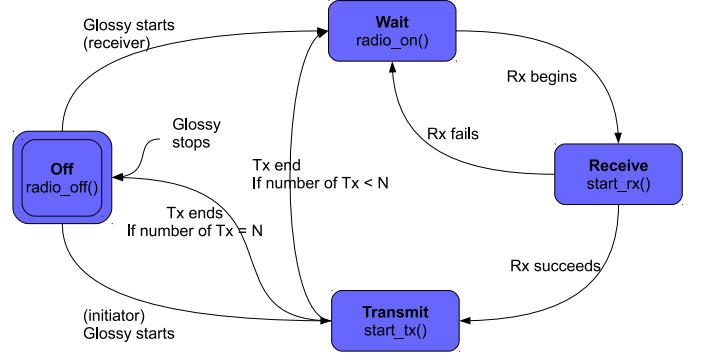 Glossy starts
(receiver)
Wait
radio_on()
Rx begins
Glossy
stops
Rx fails
Off
radio_off()
Tx end
If number of Tx < N
Receive
start_rx()
Tx ends
If number of Tx = N
Rx succeeds
(initiator)
Glossy starts
Transmit
start_tx()